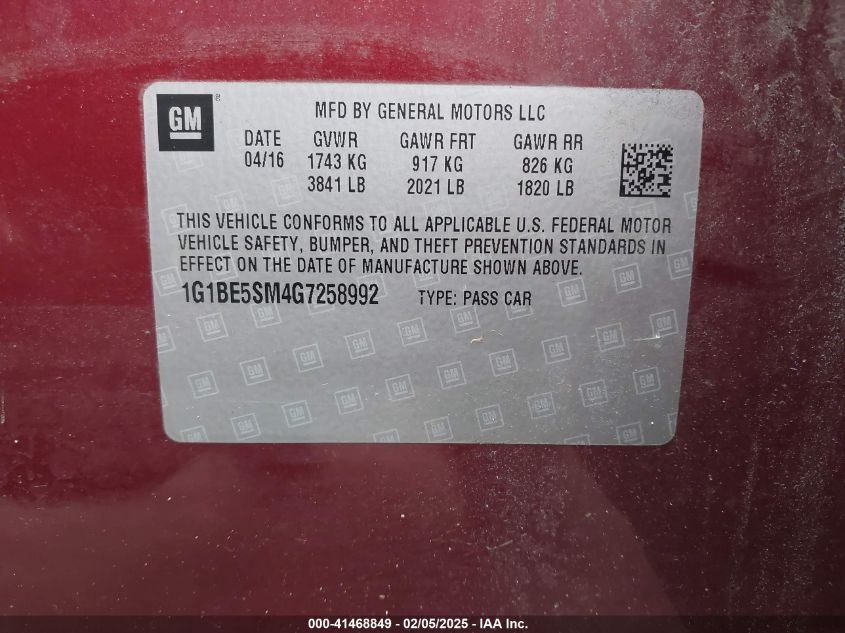 GM
MFD BY GENERAL MOTORS LLC
DATE GVWR GAWR FRT GAWR RR
04/16 1743 KG 917 KG 826 KG
3841 LB 2021 LB 1820 LB
THIS VEHICLE CONFORMS TO ALL APPLICABLE U.S. FEDERAL MOTOR
VEHICLE SAFETY, BUMPER, AND THEFT PREVENTION STANDARDS IN
EFFECT ON THE DATE OF MANUFACTURE SHOWN ABOVE.
1G1BE5SM4G7258992 TYPE: PASS CAR
000-41468849 - 02/05/2025 - IAA Inc.